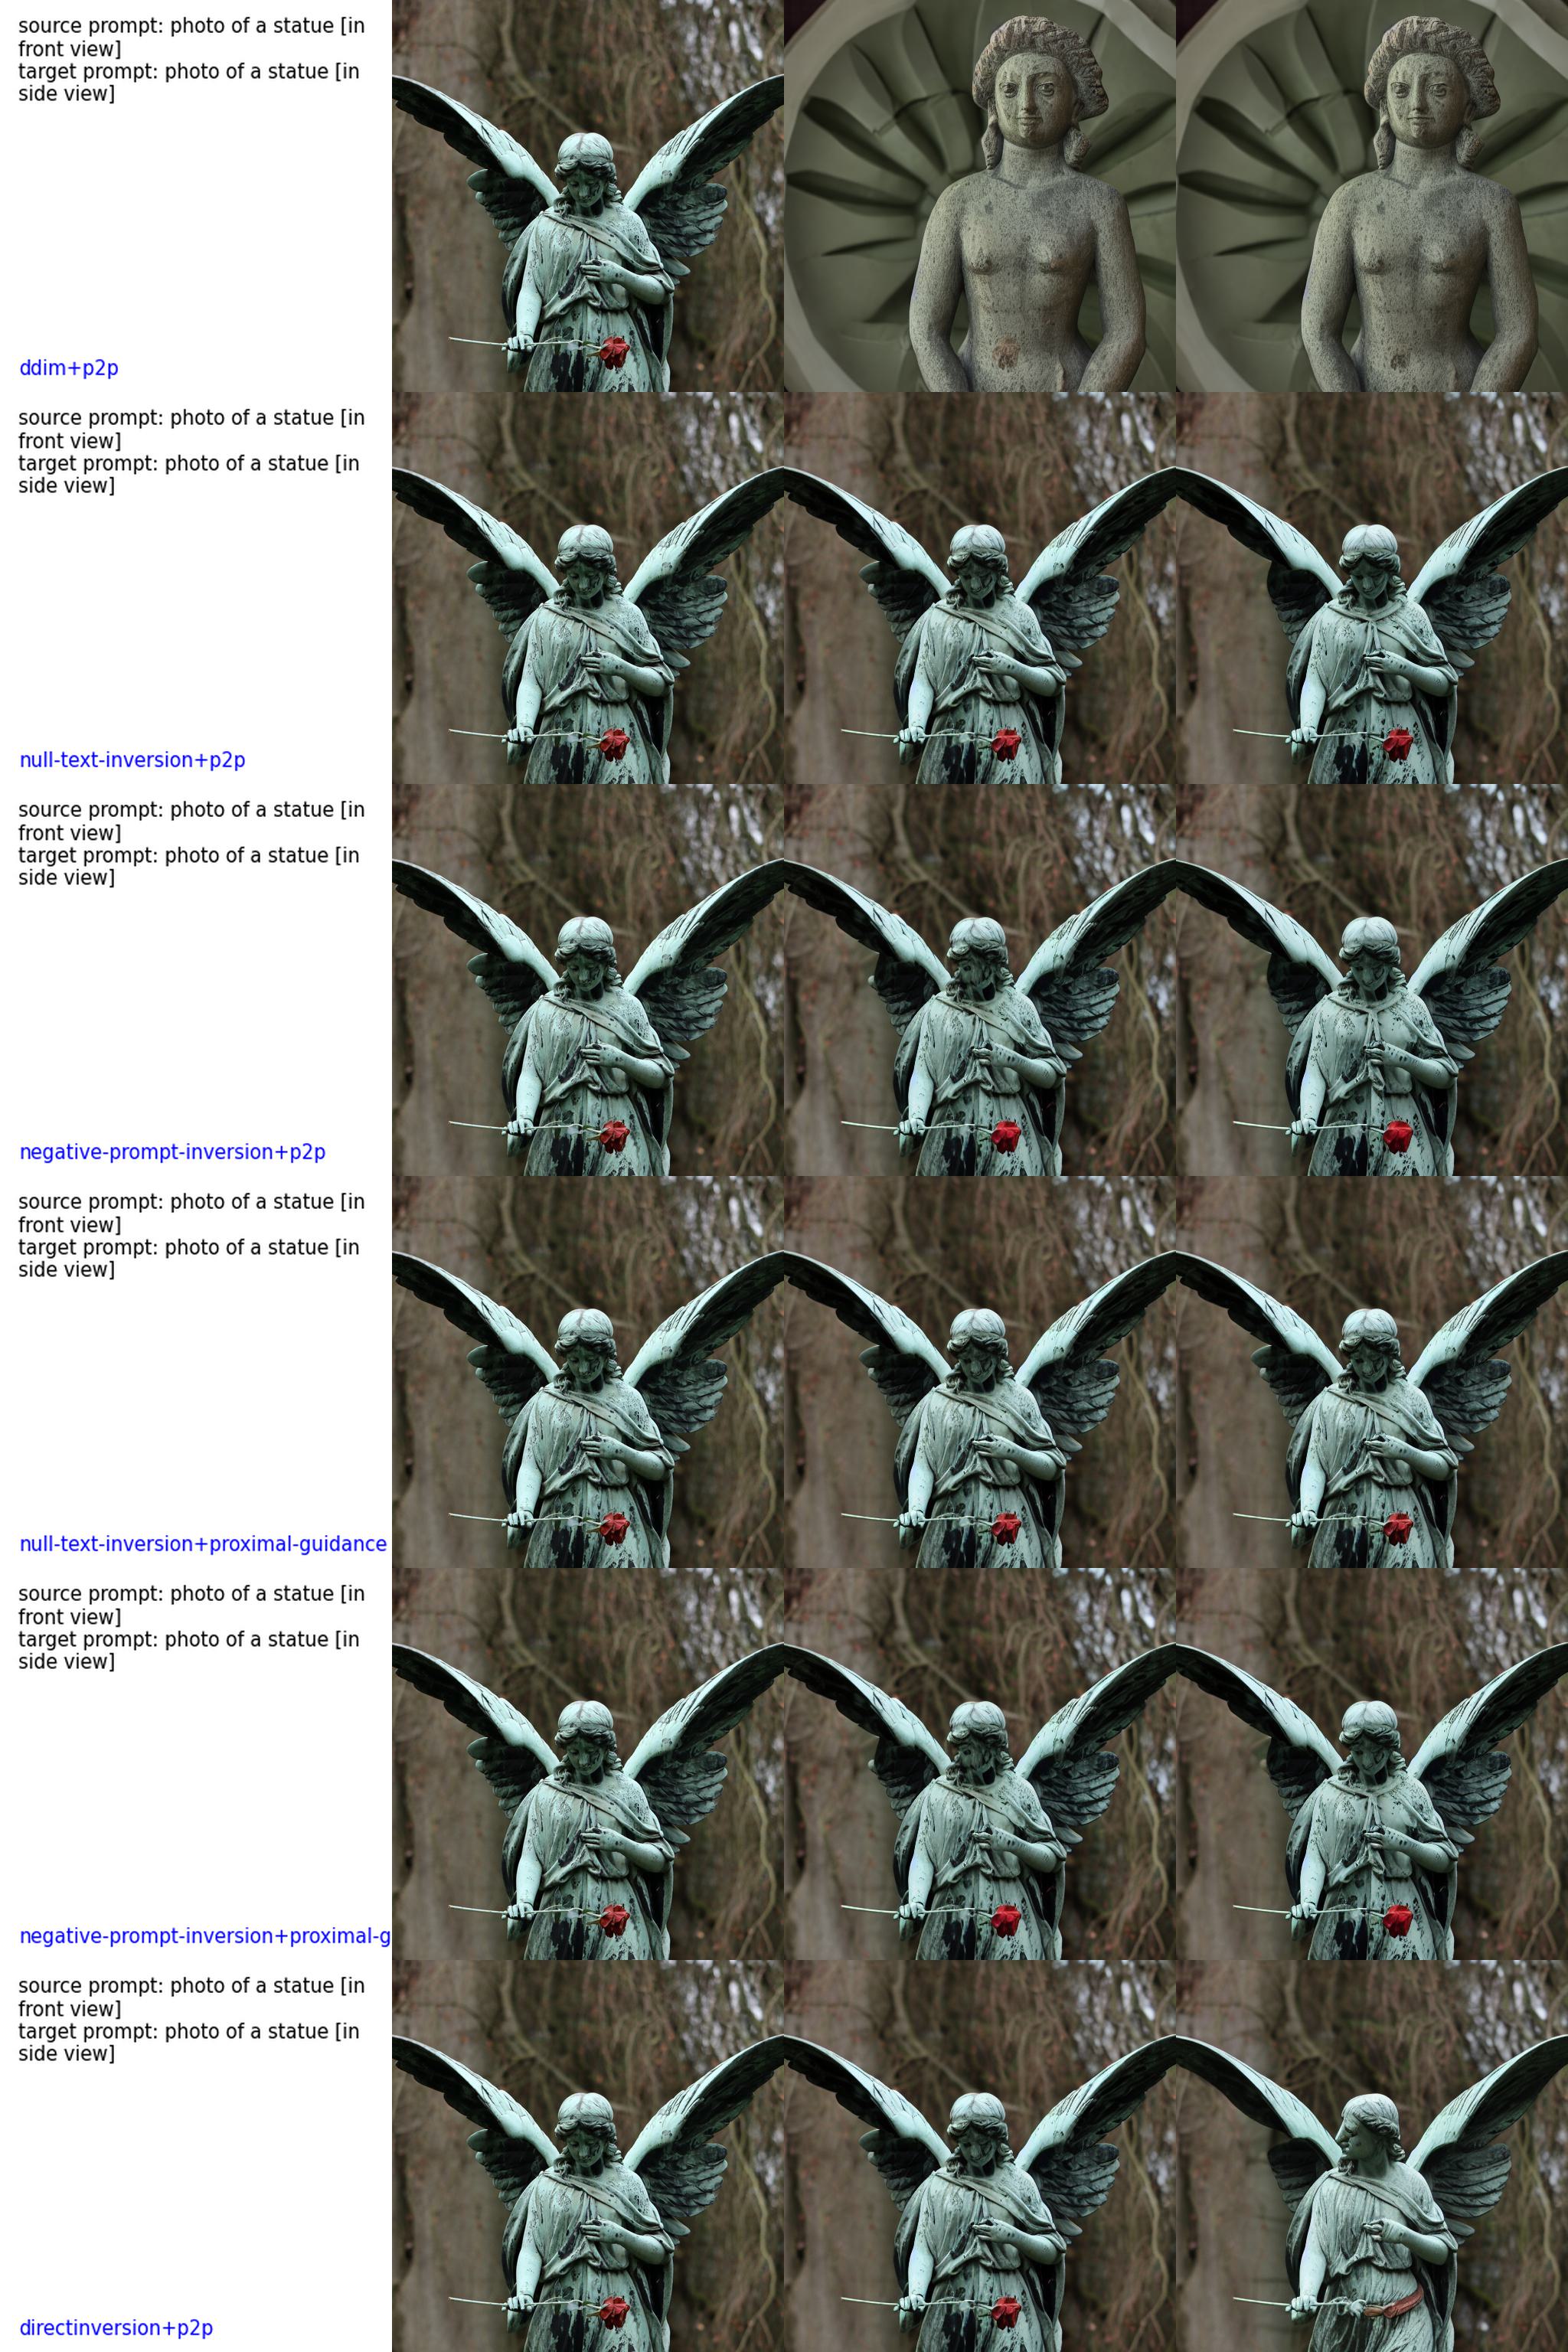 source prompt: photo of a statue [in
front view]
target prompt: photo of a statue [in
side view]
ddim+p2p
source prompt: photo of a statue [in
front view]
target prompt: photo of a statue [in
side view]
null-text-inversion+p2p
source prompt: photo of a statue [in
front view]
target prompt: photo of a statue [in
side view]
negative-prompt-inversion+p2p
source prompt: photo of a statue [in
front view]
target prompt: photo of a statue [in
side view]
null-text-inversion+proximal-guidance
source prompt: photo of a statue [in
front view]
target prompt: photo of a statue [in
side view]
negative-prompt-inversion+proximal-g
source prompt: photo of a statue [in
front view]
target prompt: photo of a statue [in
side view]
directinversion+p2p